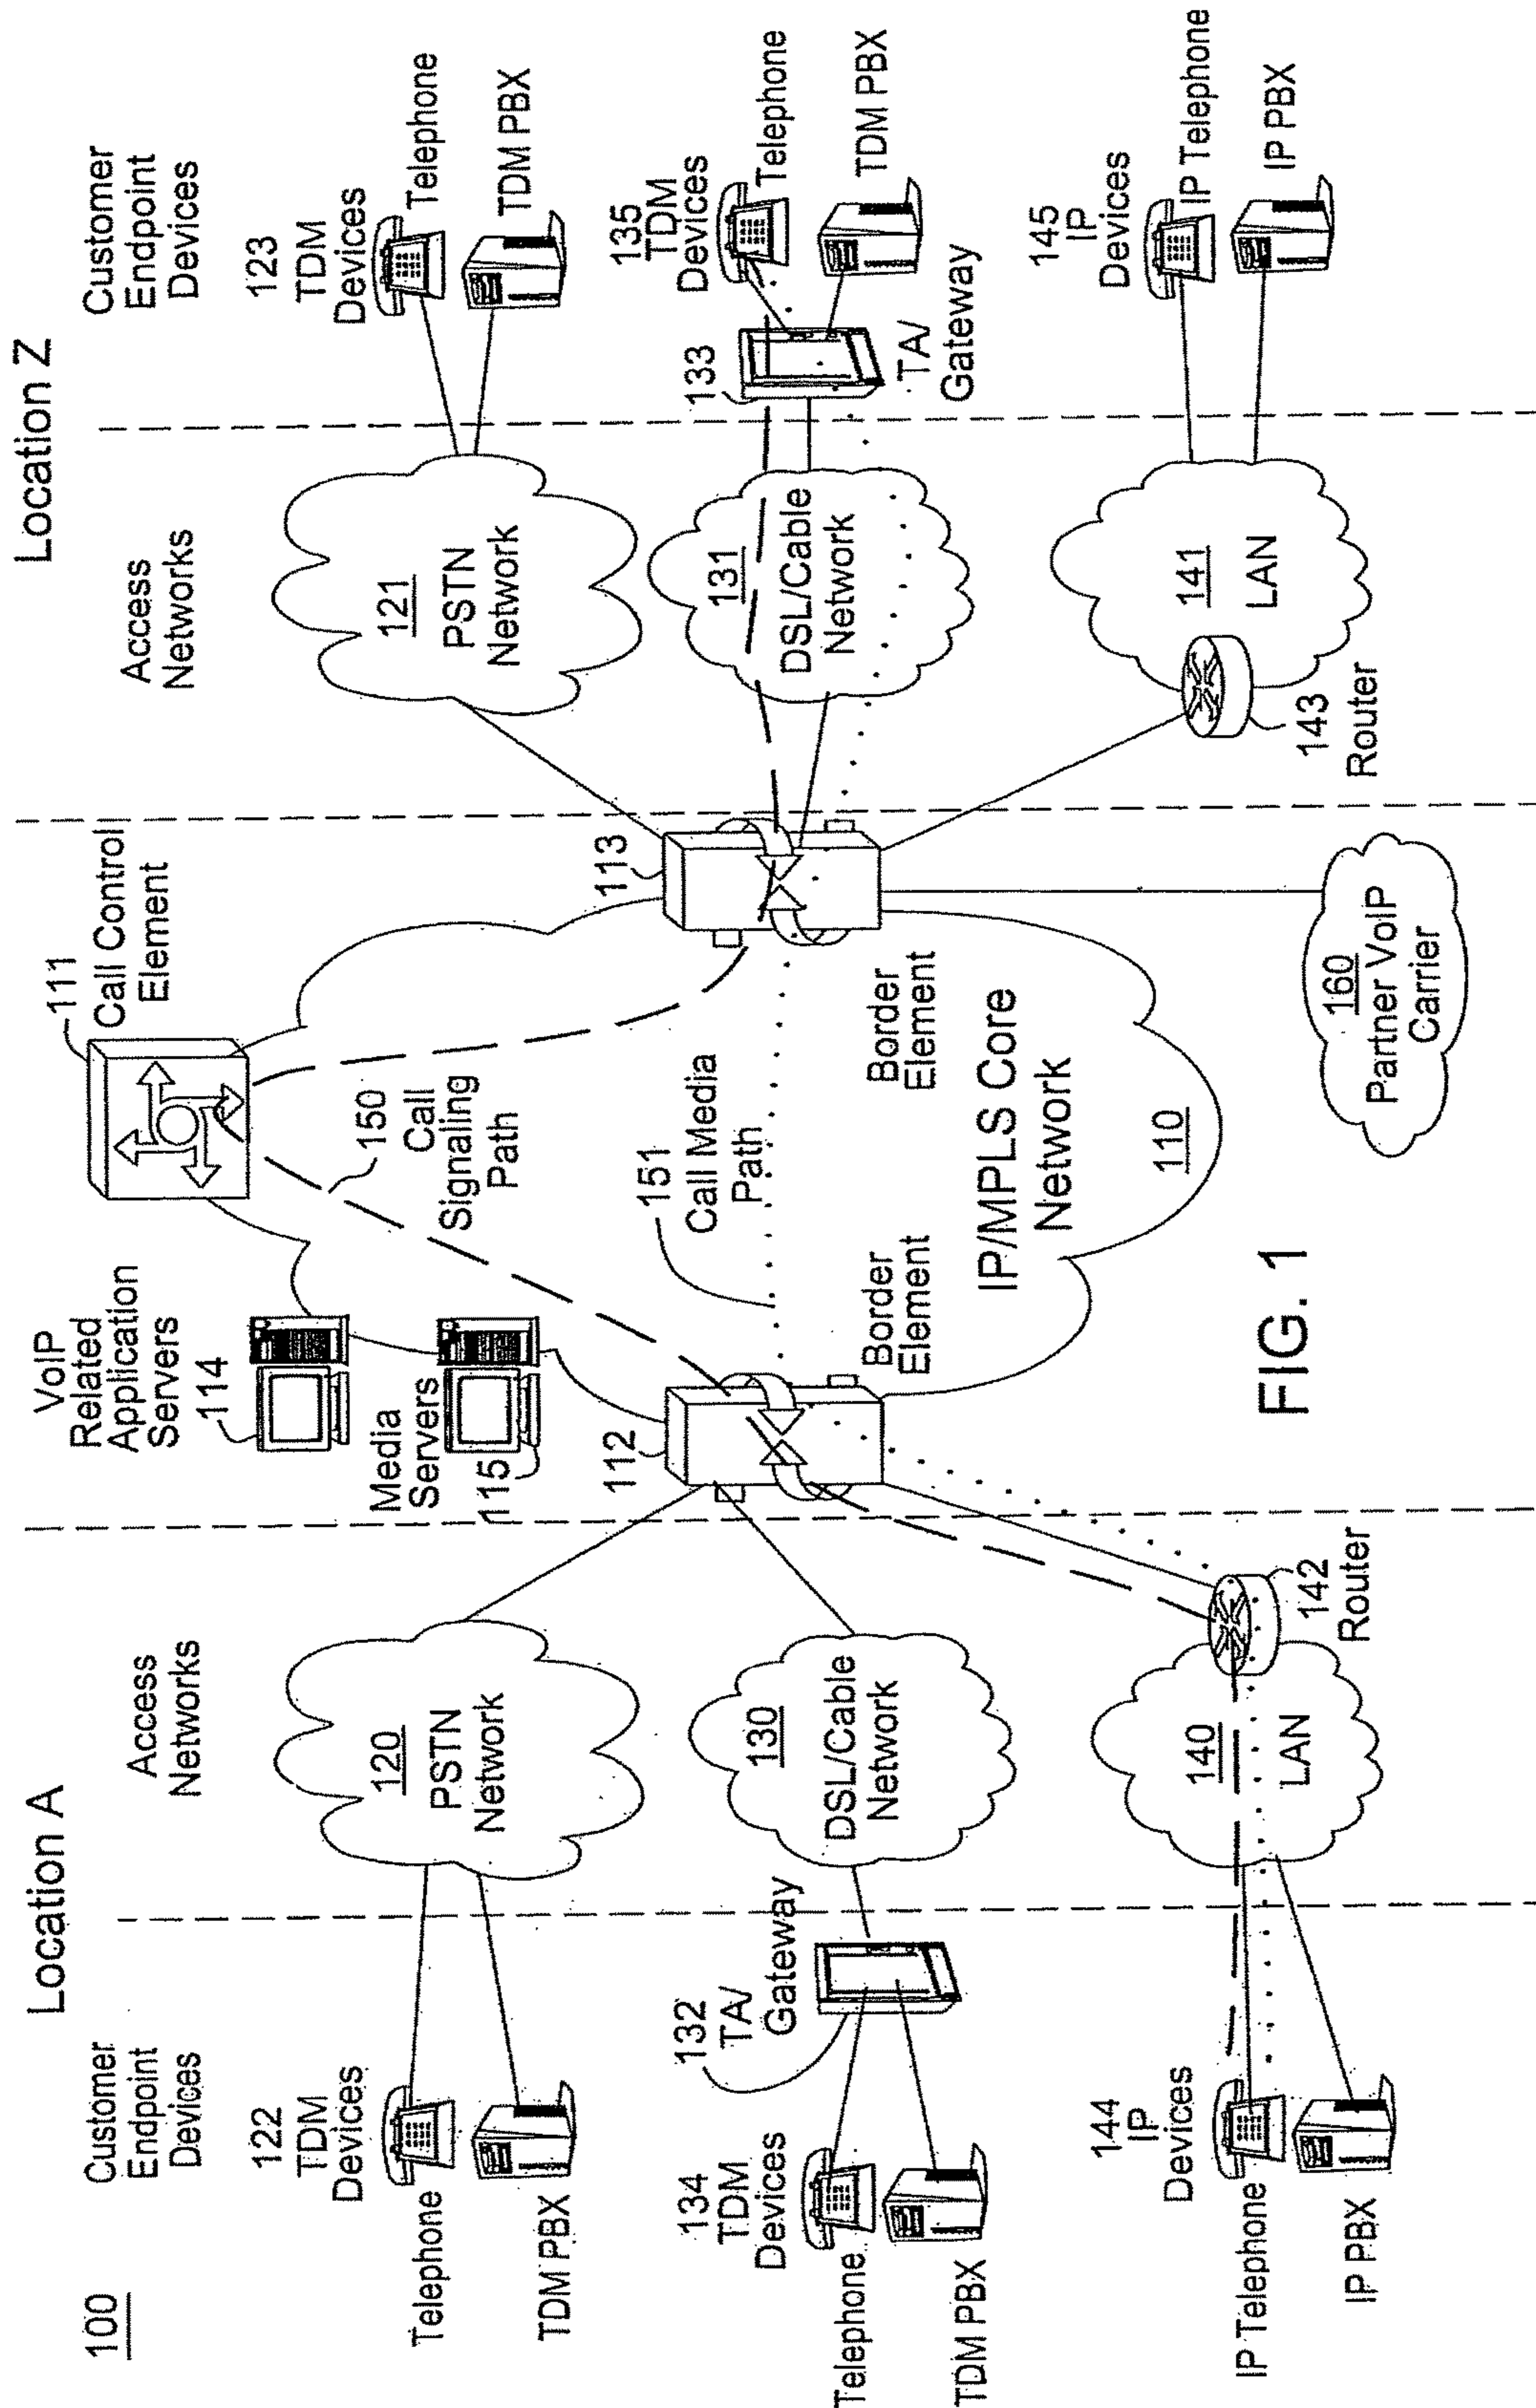 100
Location A
Location Z
Customer
Endpoint
Devices
Access
Networks
VoIP
Related
Application
Servers
114
111
Call Control
Element
Access
Networks
Customer
Endpoint
Devices
122
TDM
Devices
Telephone
TDM PBX
120
PSTN
Network
Media
Servers
115
150
Call
Signaling
Path
121
PSTN
Network
123
TDM
Devices
Telephone
TDM PBX
134
TDM
Devices
Telephone
TDM PBX
132
TA/
Gateway
130
DSL/Cable
Network
112
Border
Element
151
Call Media
Path
113
Border
Element
131
DSL/Cable
Network
133
TA/
Gateway
135
TDM
Devices
Telephone
TDM PBX
IP/MPLS Core
Network
110
144
IP
Devices
IP Telephone
IP PBX
140
LAN
142
Router
160
Partner VoIP
Carrier
143
Router
141
LAN
145
IP
Devices
IP Telephone
IP PBX
FIG. 1